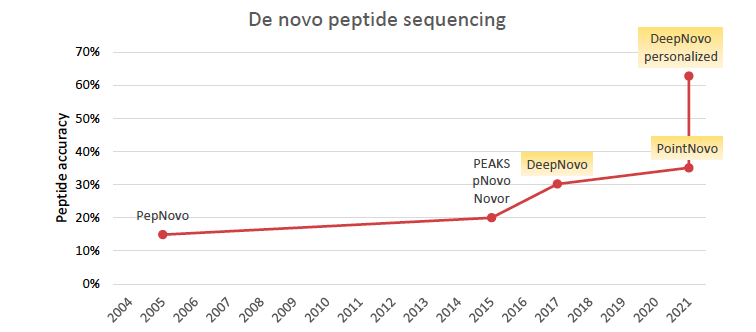 De novo peptide sequencing
Peptide accuracy
70%
60%
50%
40%
30%
20%
10%
0%
DeepNovo
personalized
PointNovo
DeepNovo
PEAKS
pNovo
Novor
PepNovo
2004
2005
2006
2007
2008
2009
2010
2011
2012
2013
2014
2015
2016
2017
2018
2019
2020
2021